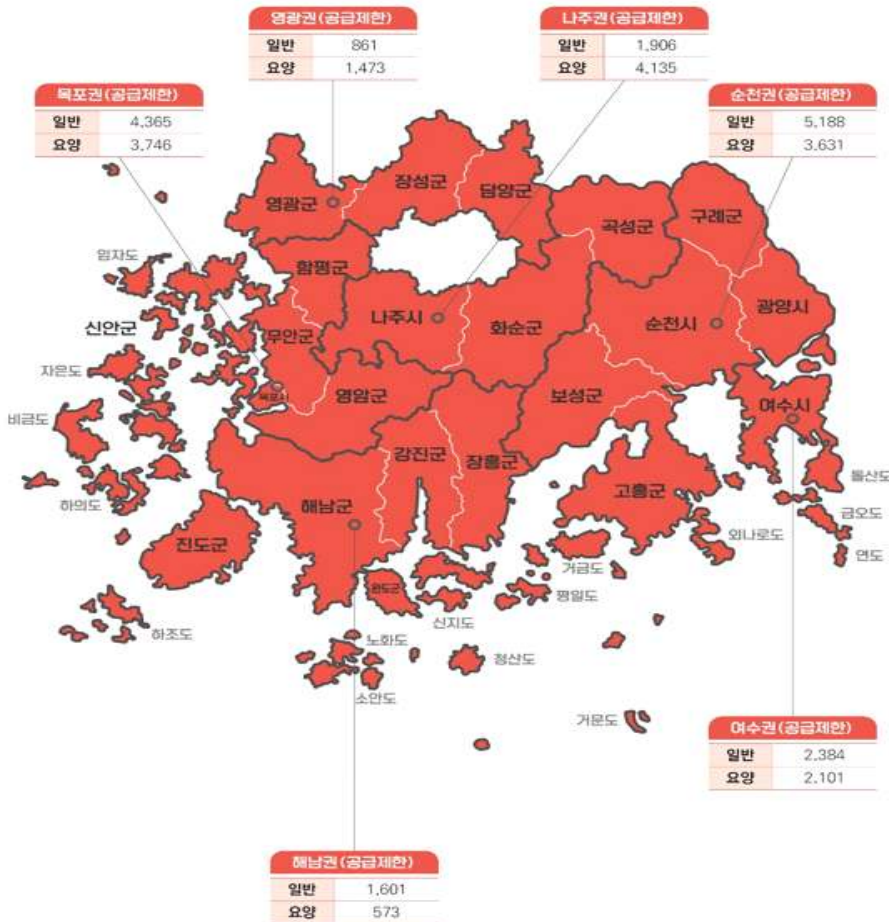 영광권(공급제한)
일반 861
요양 1,473
나주권(공급제한)
일반 1,906
요양 4,135
목포권(공급제한)
일반 4,365
요양 3,746
순천권(공급제한)
일반 5,188
요양 3,631
영광군
장성군
담양군
곡성군
구례군
함평군
임자도
신안군
무안군
나주시
화순군
순천시
광양시
자은도
목포시
영암군
보성군
여수시
비금도
강진군
장흥군
돌산도
하의도
해남군
고흥군
금오도
진도군
외나로도
연도
거금도
완도군
평일도
신지도
하조도
노화도
청산도
소안도
거문도
여수권(공급제한)
일반 2,384
요양 2,101
해남권(공급제한)
일반 1,601
요양 573